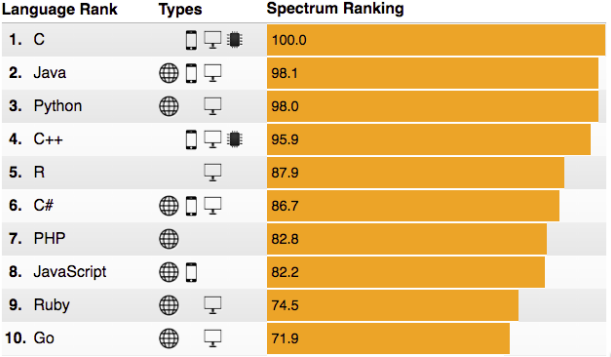 Language Rank Types Spectrum Ranking
1. C 100.0
2. Java 98.1
3. Python 98.0
4. C++ 95.9
5. R 87.9
6. C# 86.7
7. PHP 82.8
8. JavaScript 82.2
9. Ruby 74.5
10. Go 71.9